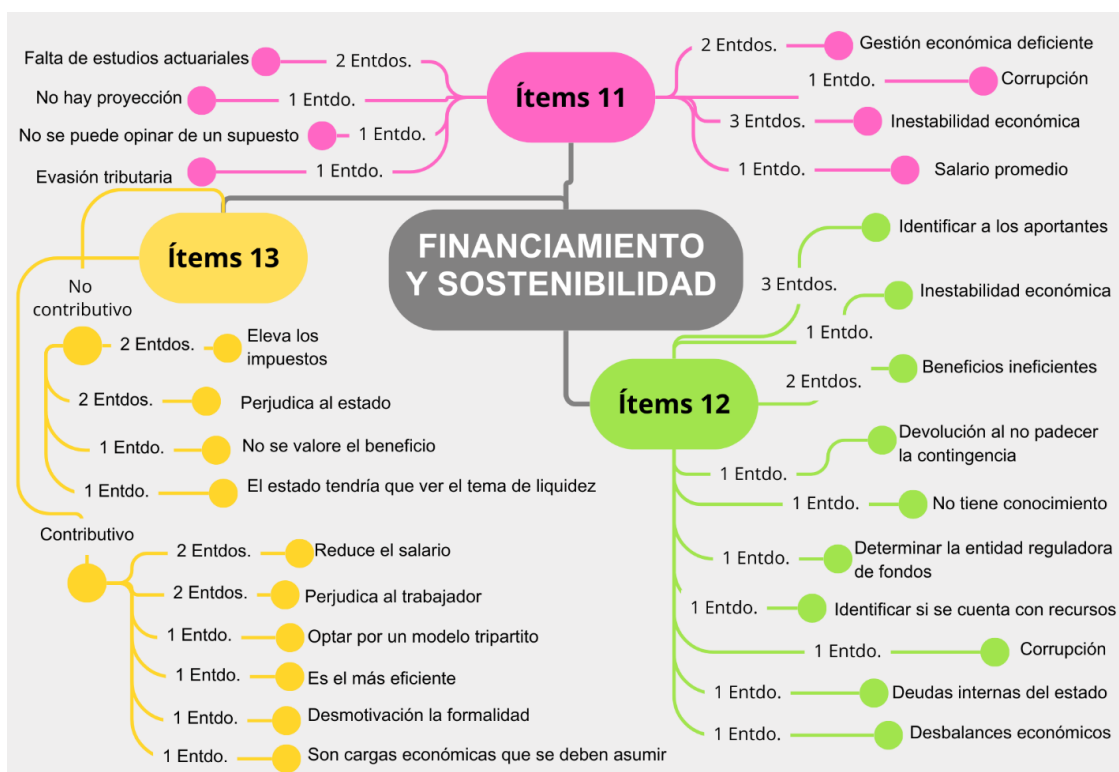 Falta de estudios actuariales
2 Entdos.
No hay proyección
1 Entdo.
No se puede opinar de un supuesto
1 Entdo.
Evasión tributaria
1 Entdo.
Ítems 11
2 Entdos.
Gestión económica deficiente
1 Entdo.
Corrupción
3 Entdos.
Inestabilidad económica
1 Entdo.
Salario promedio
FINANCIAMIENTO
Y SOSTENIBILIDAD
Ítems 13
No
contributivo
2 Entdos.
Eleva los
impuestos
2 Entdos.
Perjudica al estado
1 Entdo.
No se valore el beneficio
1 Entdo.
El estado tendría que ver el tema de liquidez
Contributivo
2 Entdos.
Reduce el salario
2 Entdos.
Perjudica al trabajador
1 Entdo.
Optar por un modelo tripartito
1 Entdo.
Es el más eficiente
1 Entdo.
Desmotivación la formalidad
1 Entdo.
Son cargas económicas que se deben asumir
Ítems 12
3 Entdos.
Identificar a los aportantes
1 Entdo.
Inestabilidad económica
2 Entdos.
Beneficios ineficientes
1 Entdo.
Devolución al no padecer
la contingencia
1 Entdo.
No tiene conocimiento
1 Entdo.
Determinar la entidad reguladora
de fondos
1 Entdo.
Identificar si se cuenta con recursos
1 Entdo.
Corrupción
1 Entdo.
Deudas internas del estado
1 Entdo.
Desbalances económicos